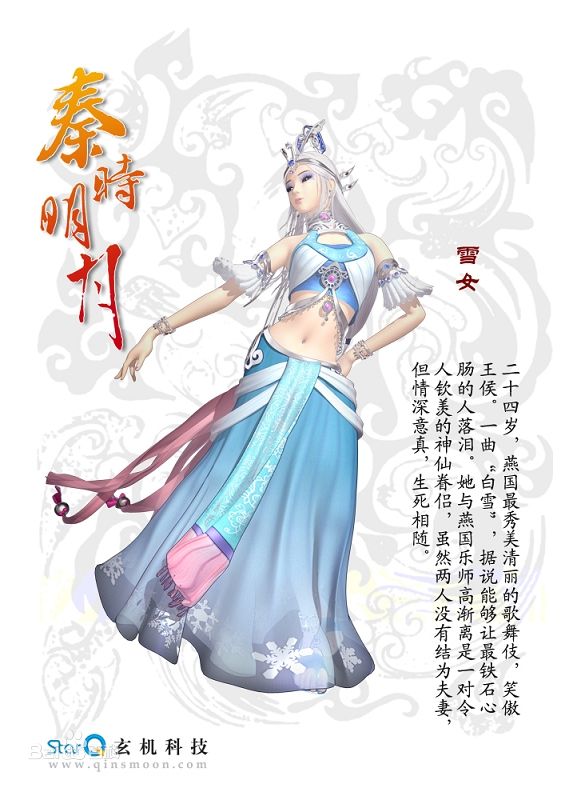 秦時
明月
雪女
二十四岁，燕国最秀美清丽的歌舞伎，笑傲
王侯。一曲“白雪”，据说能够让最铁石心
肠的人落泪。她与燕国乐师高渐离是一对令
人钦美的神仙眷侣，虽然两人没有结为夫妻，
但情深意真，生死相随。
StarQ 玄机科技
www.qinsmoon.com